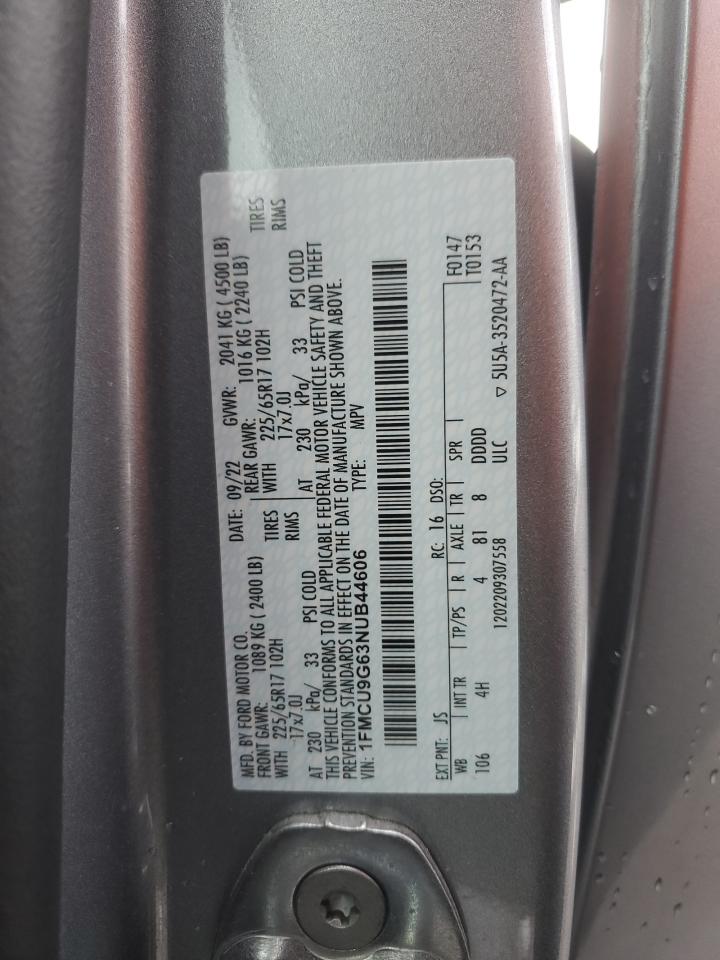 MFD. BY FORD MOTOR CO.
DATE: 09/22 GVWR: 2041 KG ( 4500 LB)
FRONT GAWR: 1089 KG ( 2400 LB) REAR GAWR: 1016 KG ( 2240 LB)
WITH 225/65R17 102H TIRES WITH 225/65R17 102H TIRES
17x7.0J RIMS 17x7.0J RIMS
AT 230 kPa/ 33 PSI COLD AT 230 kPa/ 33 PSI COLD
THIS VEHICLE CONFORMS TO ALL APPLICABLE FEDERAL MOTOR VEHICLE SAFETY AND THEFT
PREVENTION STANDARDS IN EFFECT ON THE DATE OF MANUFACTURE SHOWN ABOVE.
VIN: 1FMCU9G63NUB44606 TYPE: MPV
EXT PNT: JS RC: 16 DSO: F0147
WB INT TR TP/PS R AXLE TR SPR T0153
106 4H 4 81 8 DDDD
1202209307558 ULC ▽ 5U5A-3520472-AA